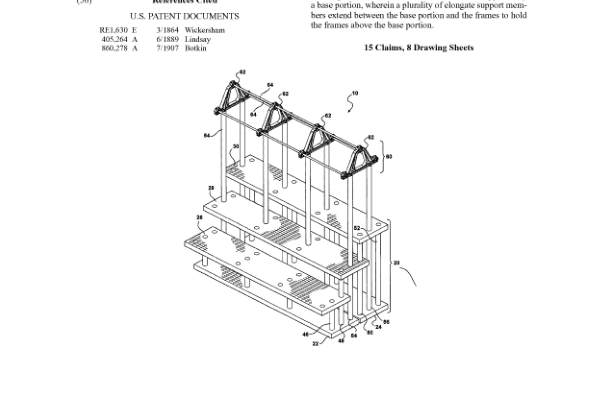 (56) References Cited
U.S. PATENT DOCUMENTS
RE1,630 E 3/1864 Wickersham
405,264 A 6/1889 Lindsay
860,278 A 7/1907 Botkin
a base portion, wherein a plurality of elongate support mem-
bers extend between the base portion and the frames to hold
the frames above the base portion.
15 Claims, 8 Drawing Sheets
62
64
62
10
64
62
64
62
60
30
28
26
52
20
56
24
50
54
48
46
22